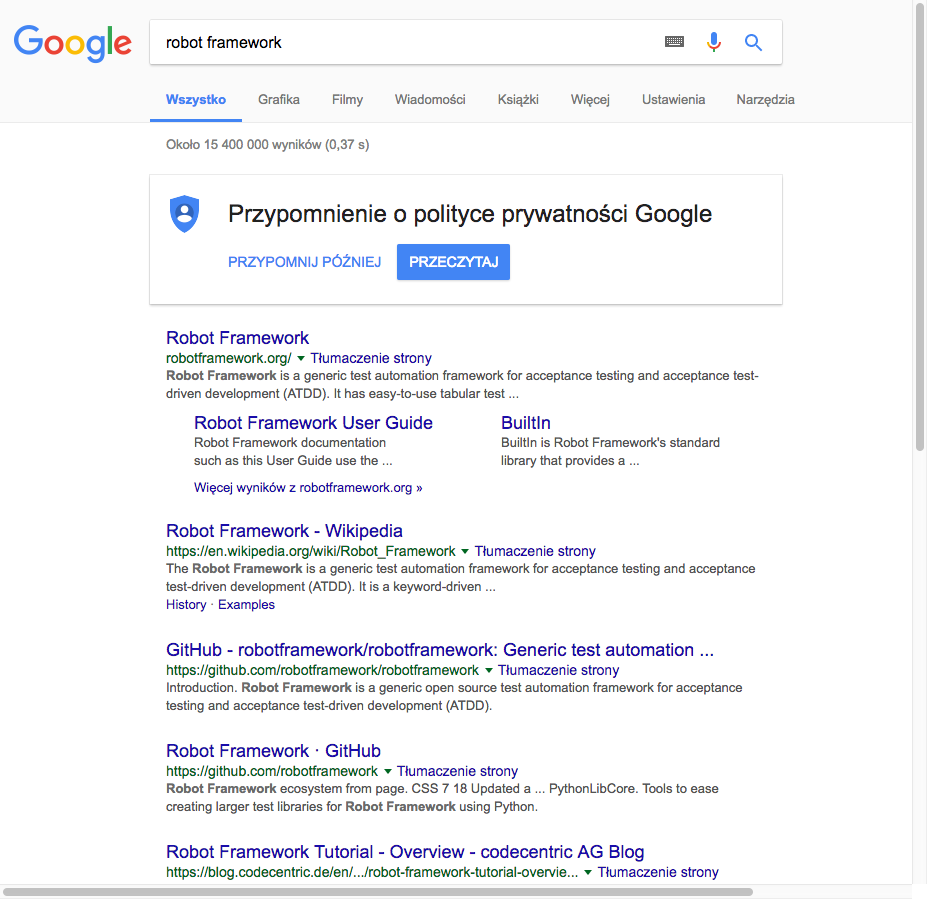 Google
robot framework
Wszystko Grafika Filmy Wiadomości Książki Więcej Ustawienia Narzędzia
Około 15 400 000 wyników (0,37 s)
Przypomnienie o polityce prywatności Google
PRZYPOMNIJ PÓŹNIEJ PRZECZYTAJ
Robot Framework
robotframework.org/ Tłumaczenie strony
Robot Framework is a generic test automation framework for acceptance testing and acceptance test-
driven development (ATDD). It has easy-to-use tabular test ...
Robot Framework User Guide
Robot Framework documentation
such as this User Guide use the ...
BuiltIn
BuiltIn is Robot Framework's standard
library that provides a ...
Więcej wyników z robotframework.org »
Robot Framework - Wikipedia
https://en.wikipedia.org/wiki/Robot_Framework Tłumaczenie strony
The Robot Framework is a generic test automation framework for acceptance testing and acceptance
test-driven development (ATDD). It is a keyword-driven ...
History · Examples
GitHub - robotframework/robotframework: Generic test automation ...
https://github.com/robotframework/robotframework Tłumaczenie strony
Introduction. Robot Framework is a generic open source test automation framework for acceptance
testing and acceptance test-driven development (ATDD).
Robot Framework · GitHub
https://github.com/robotframework Tłumaczenie strony
Robot Framework ecosystem from page. CSS 7 18 Updated a ... PythonLibCore. Tools to ease
creating larger test libraries for Robot Framework using Python.
Robot Framework Tutorial - Overview - codecentric AG Blog
https://blog.codecentric.de/en/.../robot-framework-tutorial-overvie... Tłumaczenie strony